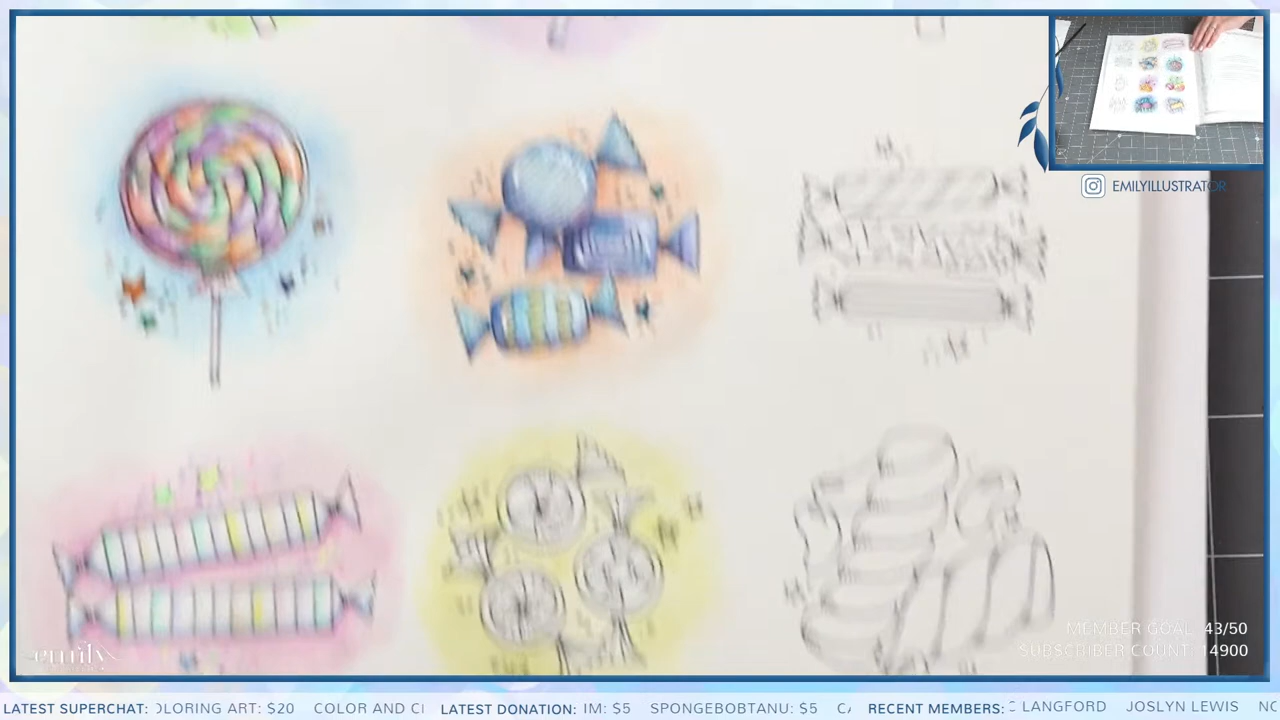 EMILYILLUSTRATOR
MEMBER GOAL: 43/50
SUBSCRIBER COUNT: 14900
emily
LATEST SUPERCHAT: OLORING ART: $20 COLOR AND
LATEST DONATION: IM: $5 SPONGEBOBTANU: $5
RECENT MEMBERS: LANGFORD JOSLYN LEWIS